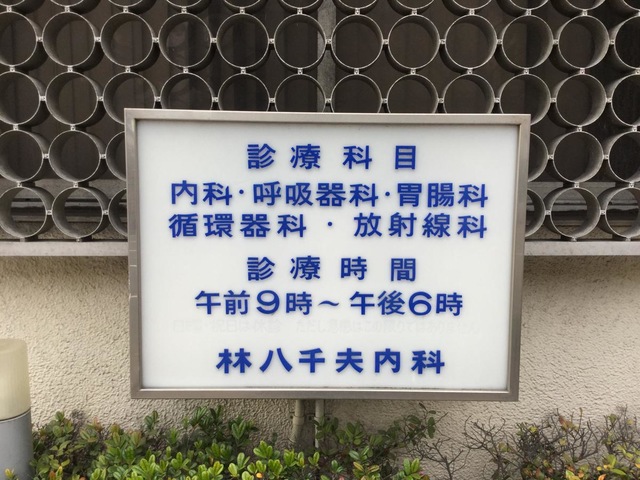 診療科目
内科・呼吸器科・胃腸科
循環器科・放射線科
診療時間
午前9時～午後6時
林八千夫内科